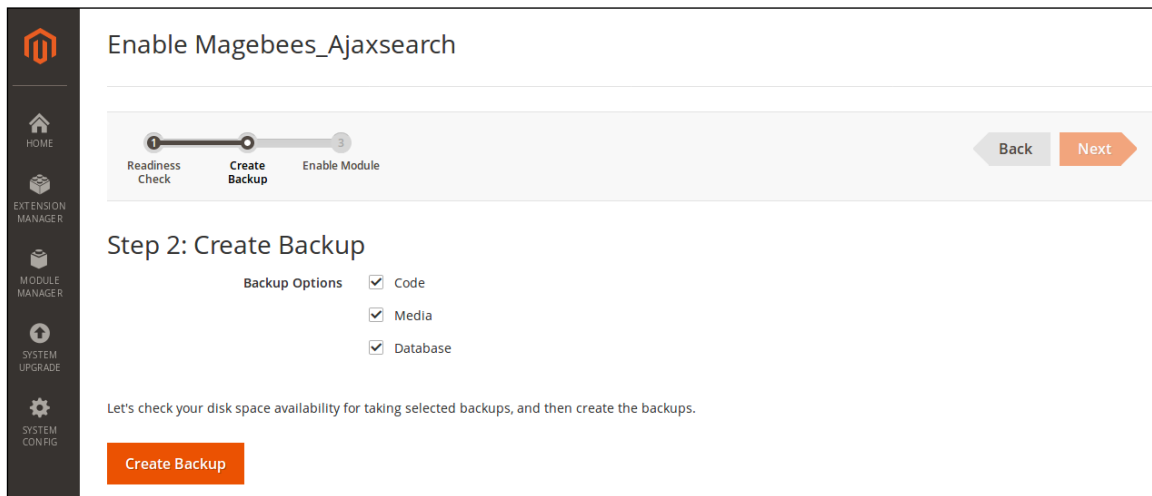 Enable Magebees_Ajaxsearch
HOME
EXTENSION
MANAGER
MODULE
MANAGER
SYSTEM
UPGRADE
SYSTEM
CONFIG
1
3
Readiness
Check
Create
Backup
Enable Module
Back
Next
Step 2: Create Backup
Backup Options
Code
Media
Database
Let's check your disk space availability for taking selected backups, and then create the backups.
Create Backup